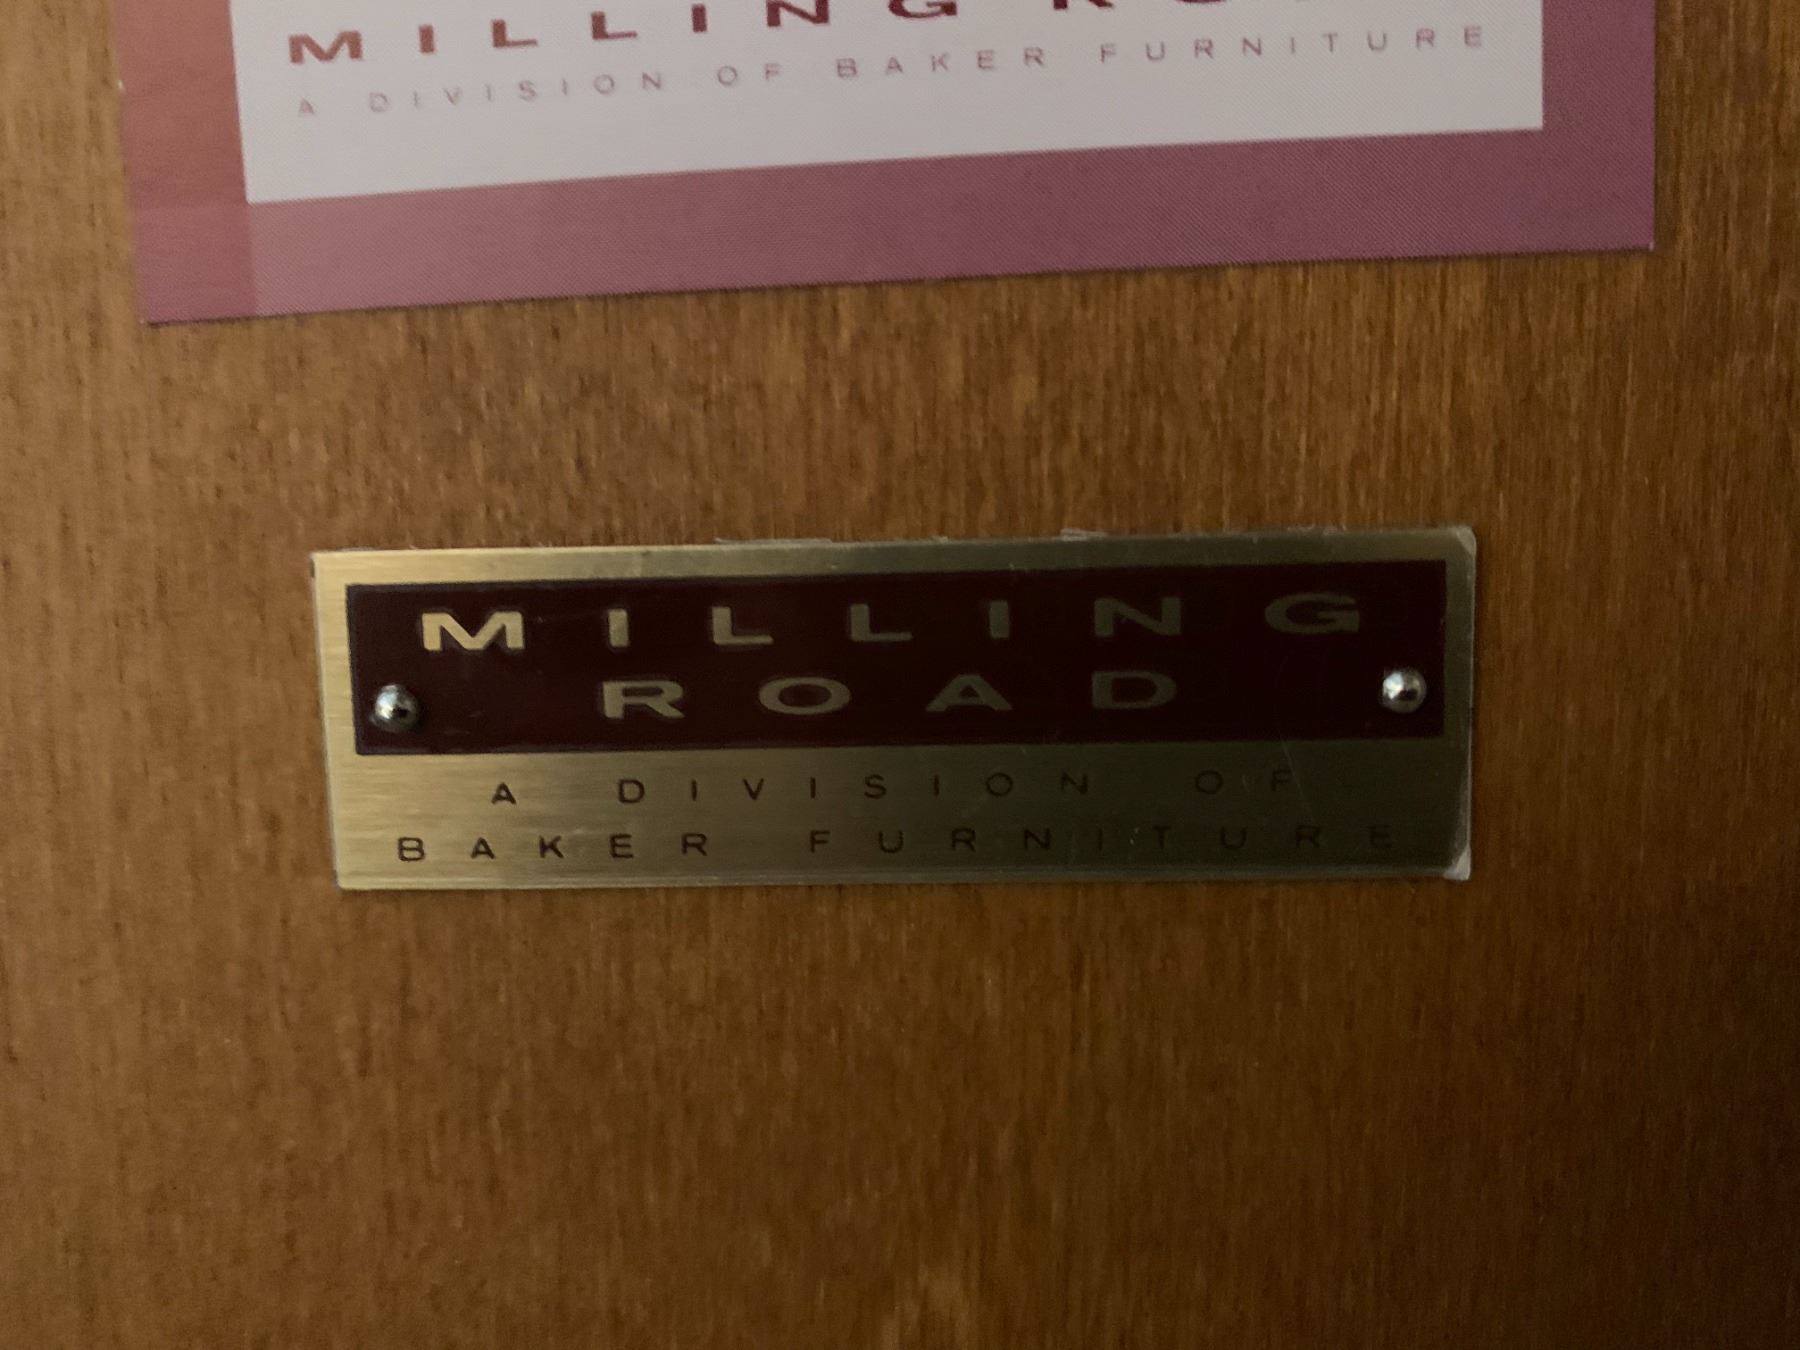 MILLING
A DIVISION OF BAKER FURNITURE
MILLING
ROAD
A DIVISION OF
BAKER FURNITURE